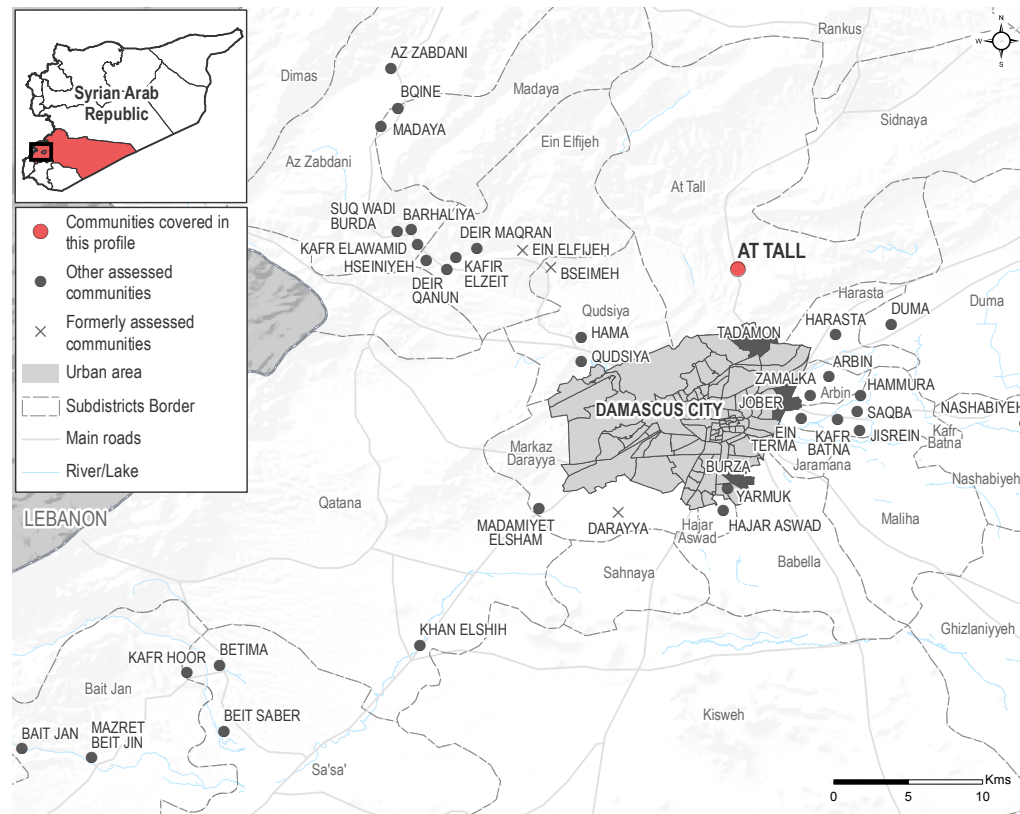 Syrian Arab
Republic
Communities covered in
this profile
Other assessed
communities
Formerly assessed
communities
Urban area
Subdistricts Border
Main roads
River/Lake
N
W
E
S
Rankus
AZ ZABDANI
Dimas
BQINE
Madaya
MADAYA
Sidnaya
Ein Elfijeh
Az Zabdani
At Tall
SUQ WADI
BURDA
BARHALIYA
DEIR MAQRAN
KAFR ELAWAMID
EIN ELFIJEH
HSEINIYEH
KAFIR
ELZEIT
BSEIMEH
DEIR
QANUN
AT TALL
Harasta
Duma
Qudsiya
HARASTA
DUMA
HAMA
TADAMON
QUDSIYA
ARBIN
ZAMALKA
HAMMURA
Arbin
JOBER
DAMASCUS CITY
SAQBA
NASHABIYEH
EIN
TERMA
KAFR
BATNA
JISREIN
Kafr
Batna
Markaz
Darayya
Jaramana
BURZA
Nashabiyeh
YARMUK
Qatana
LEBANON
MADAMIYET
ELSHAM
DARAYYA
Hajar
Aswad
HAJAR ASWAD
Maliha
Sahnaya
Babella
KHAN ELSHIH
Ghizlaniyyeh
KAFR HOOR
BETIMA
Bait Jan
BEIT SABER
Kisweh
BAIT JAN
MAZRET
BEIT JIN
Sa'sa'
Kms
0
5
10